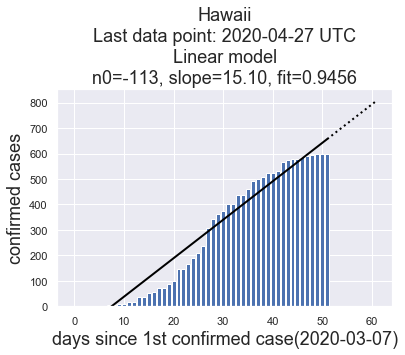 Hawaii
Last data point: 2020-04-27 UTC
Linear model
n0=-113, slope=15.10, fit=0.9456
800
700
600
500
400
300
200
100
0
confirmed cases
0 10 20 30 40 50 60
days since 1st confirmed case(2020-03-07)